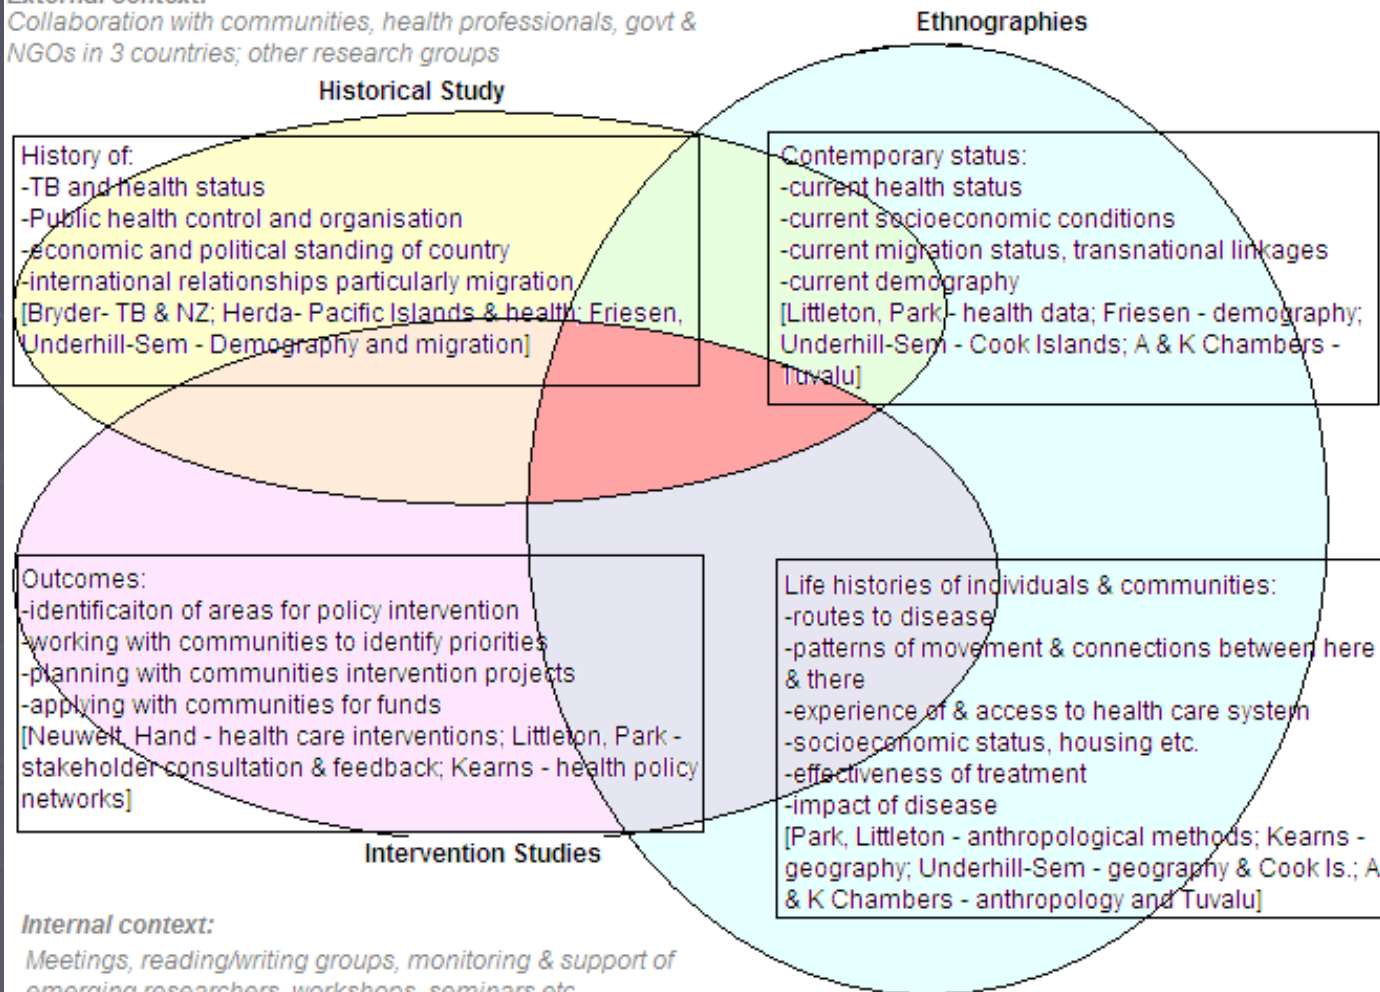 External context:
Collaboration with communities, health professionals, govt &
NGOs in 3 countries; other research groups
Ethnographies
Historical Study
History of:
-TB and health status
-Public health control and organisation
-economic and political standing of country
-international relationships particularly migration
[Bryder- TB & NZ; Herda- Pacific Islands & health; Friesen,
Underhill-Sem - Demography and migration]
Contemporary status:
-current health status
-current socioeconomic conditions
-current migration status, transnational linkages
-current demography
[Littleton, Park - health data; Friesen - demography;
Underhill-Sem - Cook Islands; A & K Chambers -
Tuvalu]
Outcomes:
-identificaiton of areas for policy intervention
-working with communities to identify priorities
-planning with communities intervention projects
-applying with communities for funds
[Neuwelt, Hand - health care interventions; Littleton, Park -
stakeholder consultation & feedback; Kearns - health policy
networks]
Life histories of individuals & communities:
-routes to disease
-patterns of movement & connections between here
& there
-experience of & access to health care system
-socioeconomic status, housing etc.
-effectiveness of treatment
-impact of disease
[Park, Littleton - anthropological methods; Kearns -
geography; Underhill-Sem - geography & Cook Is.; A
& K Chambers - anthropology and Tuvalu]
Intervention Studies
Internal context:
Meetings, reading/writing groups, monitoring & support of
emerging researchers, workshops, seminars etc